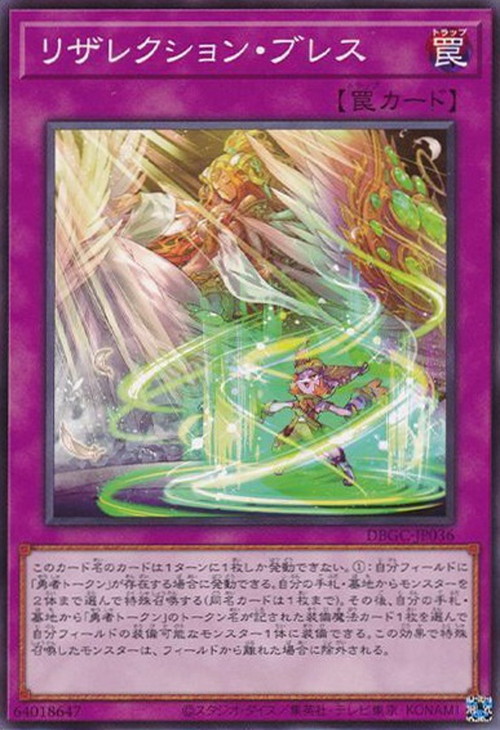 リザレクション・ブレス
トラップ
罠
【罠カード】
DBGC-JP036
このカード名のカードは1ターンに1枚しか発動できない。①:自分フィールドに
「勇者トークン」が存在する場合に発動できる。自分の手札・墓地からモンスターを
2体まで選んで特殊召喚する(同名カードは1枚まで)。その後、自分の手札・
墓地から「勇者トークン」のトークン名が記された装備魔法カード1枚を選んで
自分フィールドの装備可能なモンスター1体に装備できる。この効果で特殊
召喚したモンスターは、フィールドから離れた場合に除外される。
64018647
©スタジオ・ダイス/集英社・テレビ東京・KONAMI